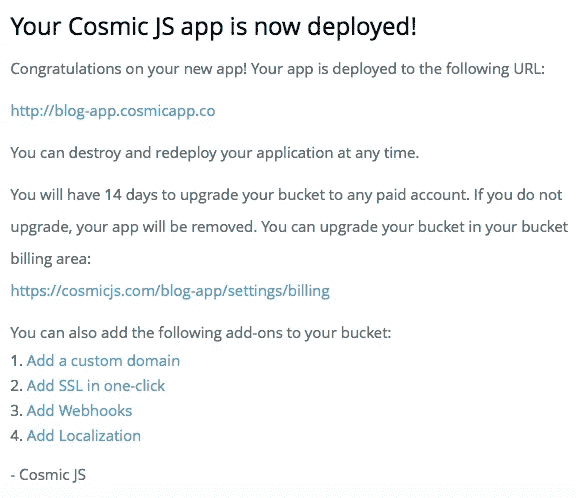 Your Cosmic JS app is now deployed!
Congratulations on your new app! Your app is deployed to the following URL:
http://blog-app.cosmicapp.co
You can destroy and redeploy your application at any time.
You will have 14 days to upgrade your bucket to any paid account. If you do not
upgrade, your app will be removed. You can upgrade your bucket in your bucket
billing area:
https://cosmicjs.com/blog-app/settings/billing
You can also add the following add-ons to your bucket:
1. Add a custom domain
2. Add SSL in one-click
3. Add Webhooks
4. Add Localization
- Cosmic JS